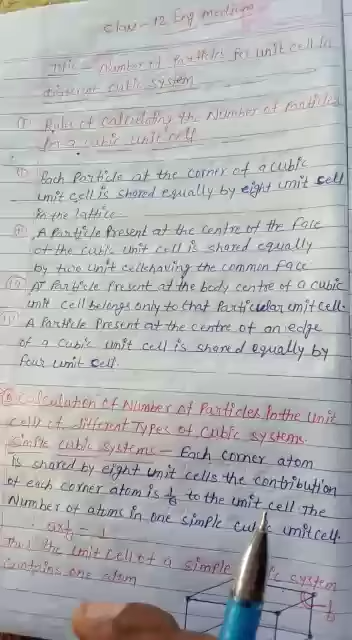 Class-12 Eng medium
Topic - Number of Particles Per unit cell in
different cubic system
① Rules of calculating the Number of Particles
In a cubic unit cell
① Each Particle at the corner of a cubic
unit cell is shared equally by eight unit cell
in the lattice
② A Particle Present at the centre of the face
of the cubic unit cell is shared equally
by two unit cell having the common face
A Particle Present at the body centre of a cubic
unit cell belongs only to that Particular unit cell.
A Particle Present at the centre of an edge
of a cubic unit cell is shared equally by
four unit cell.
Calculation of Number of Particles In the Unit
cell of different Types of cubic systems.
Simple cubic systems - Each corner atom
is shared by eight unit cells the contribution
of each corner atom is 1/8 to the unit cell. The
Number of atoms in one simple cubic unit cell.
8x1/8 = 1
Thus the unit cell of a simple system
contains one atom